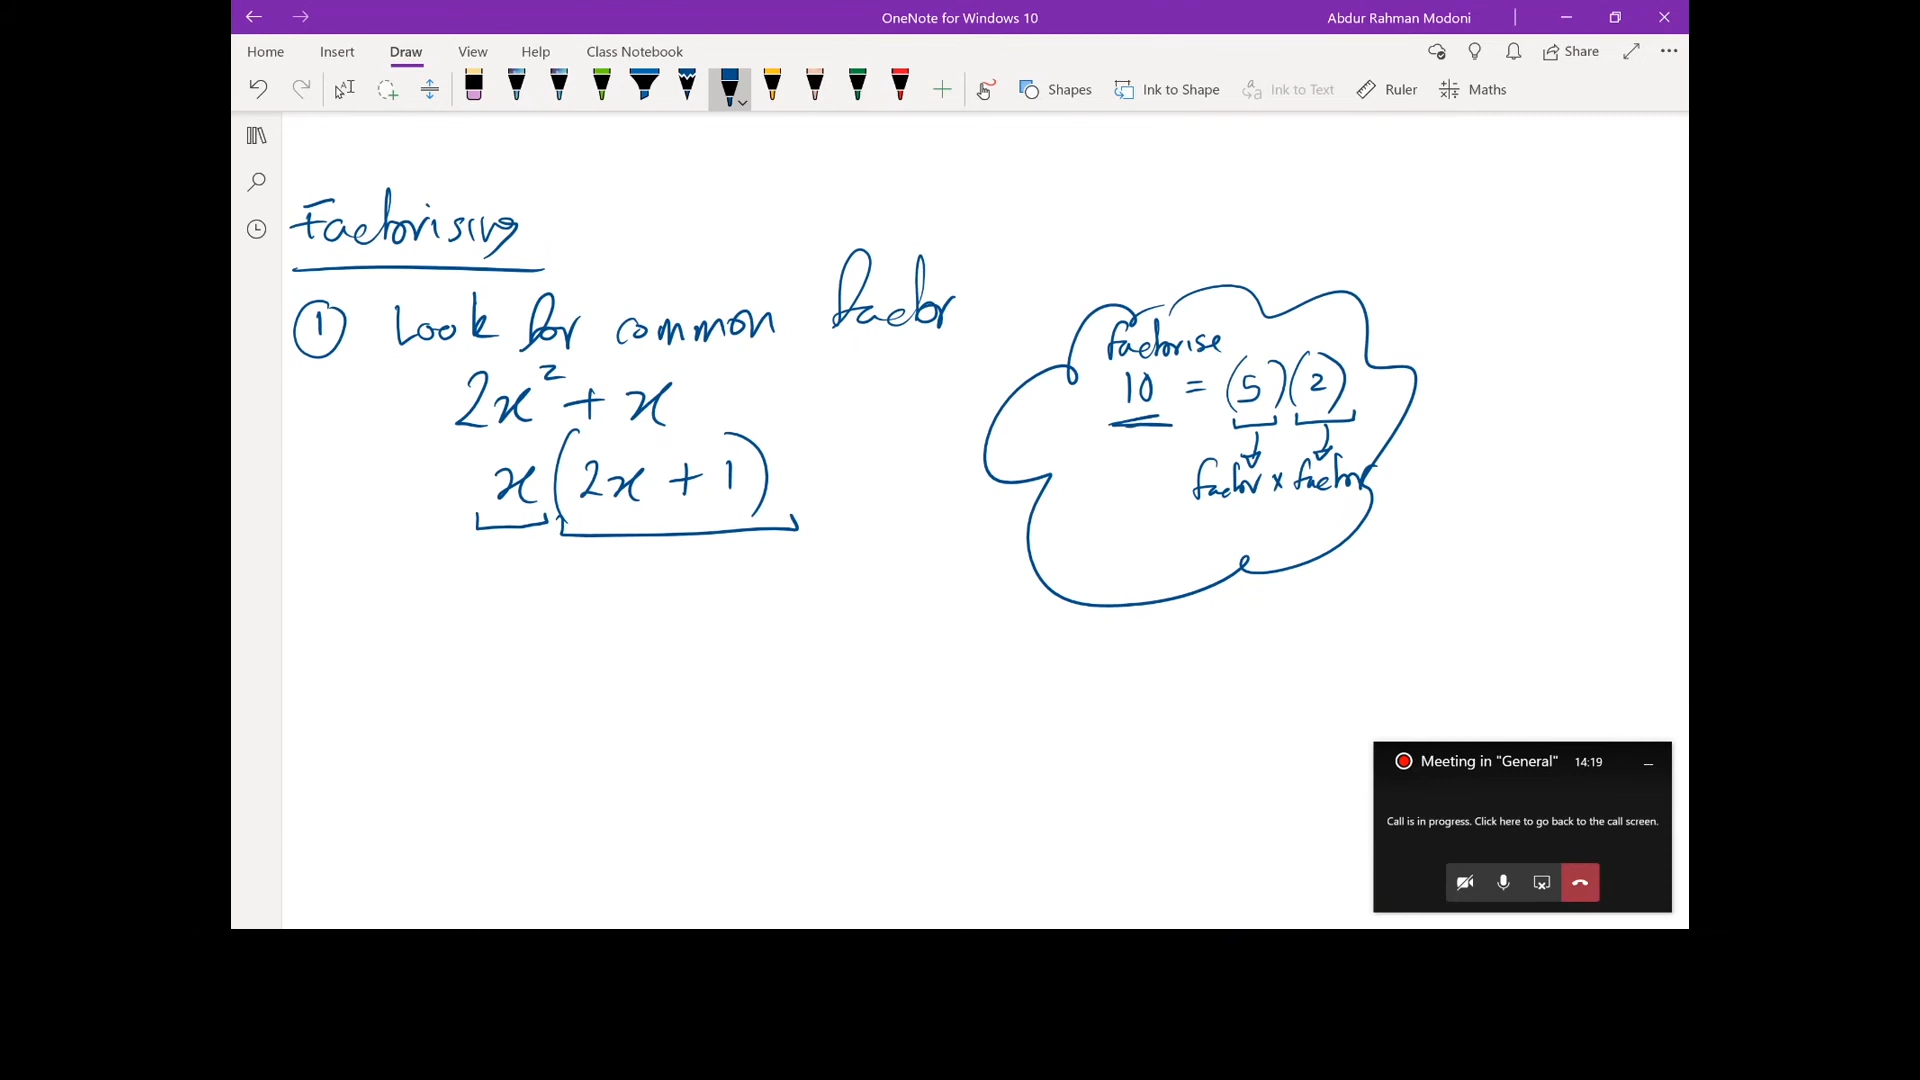 OneNote for Windows 10
Abdur Rahman Modoni
Home Insert Draw View Help Class Notebook
Share
Shapes Ink to Shape Ink to Text Ruler Maths
Factorising
① Look for common factor
2x² + x
x(2x + 1)
factorise
10 = (5)(2)
factor × factor
Meeting in "General" 14:19
Call is in progress. Click here to go back to the call screen.